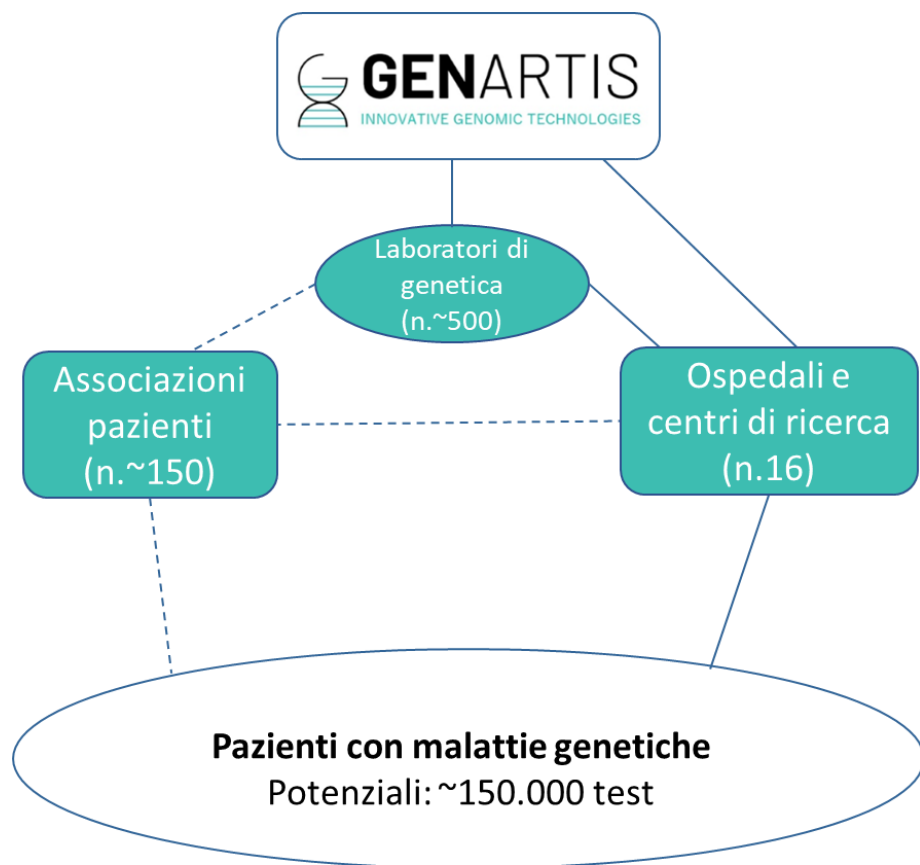 GENARTIS
INNOVATIVE GENOMIC TECHNOLOGIES
Laboratori di
genetica
(n.~500)
Associazioni
pazienti
(n.~150)
Ospedali e
centri di ricerca
(n.16)
Pazienti con malattie genetiche
Potenziali: ~150.000 test